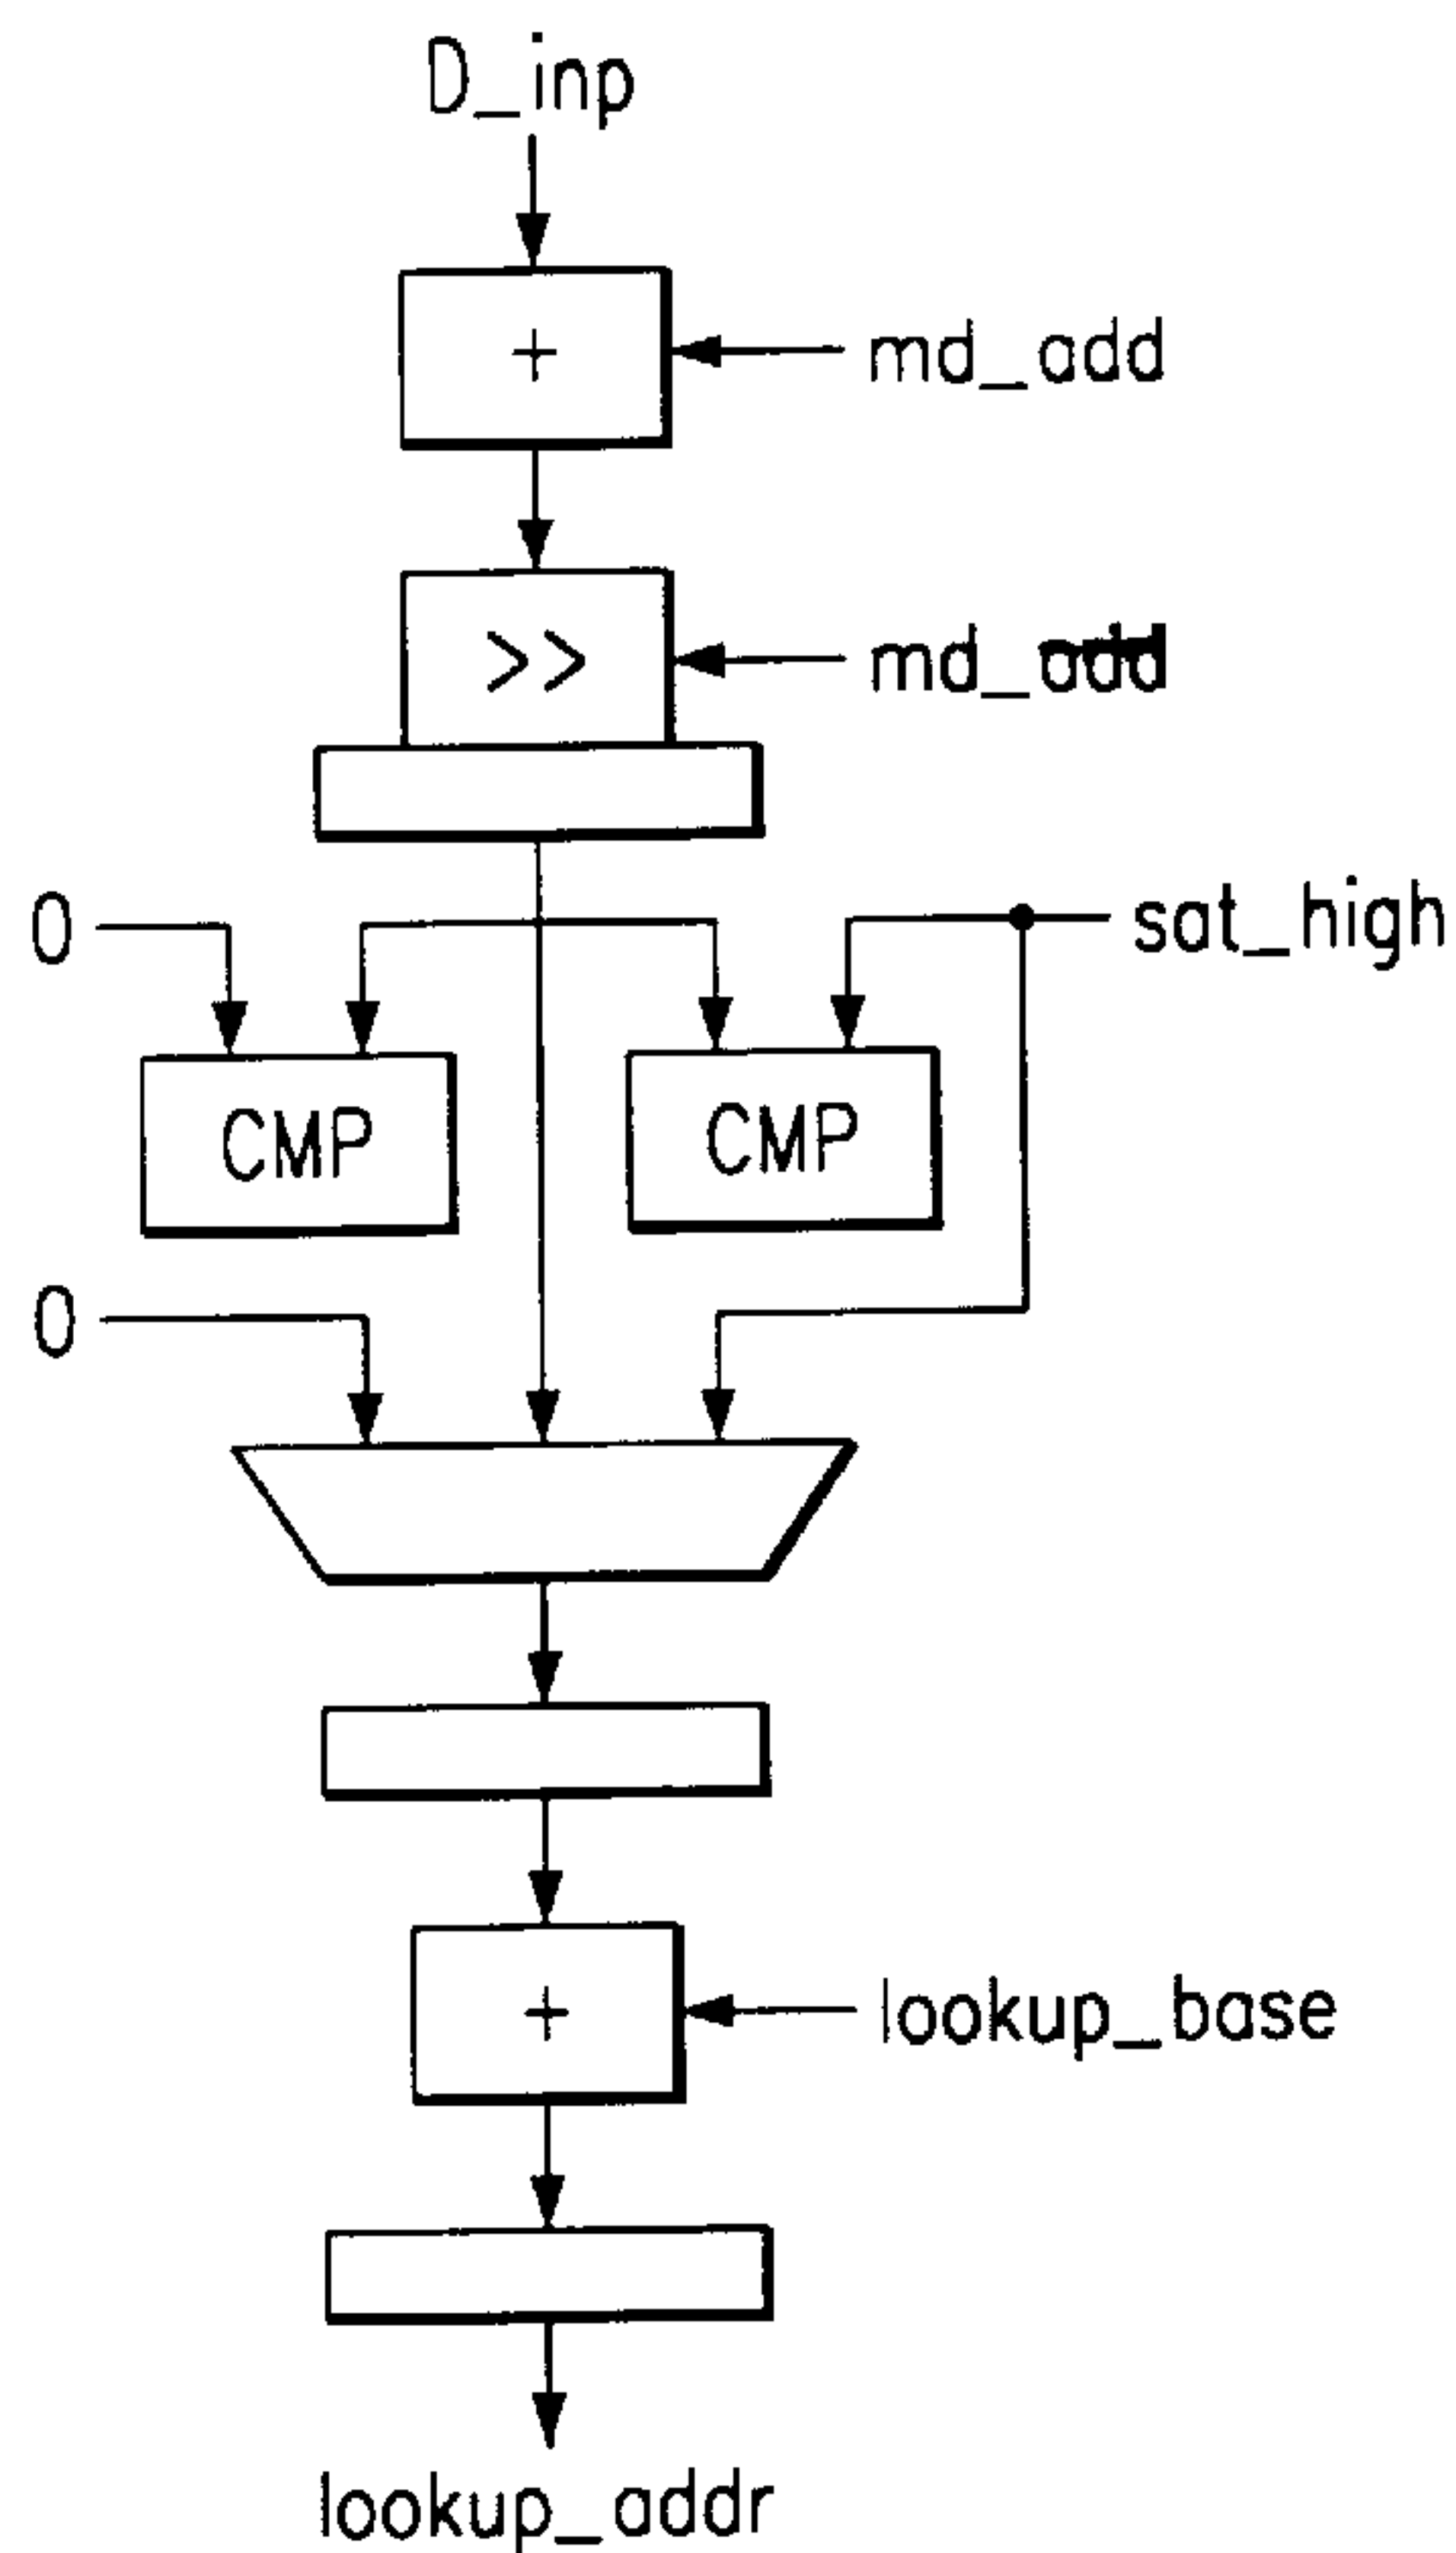 D_inp
+
md_add
>>
md_add
0
sat_high
CMP
CMP
0
+
lookup_base
lookup_addr